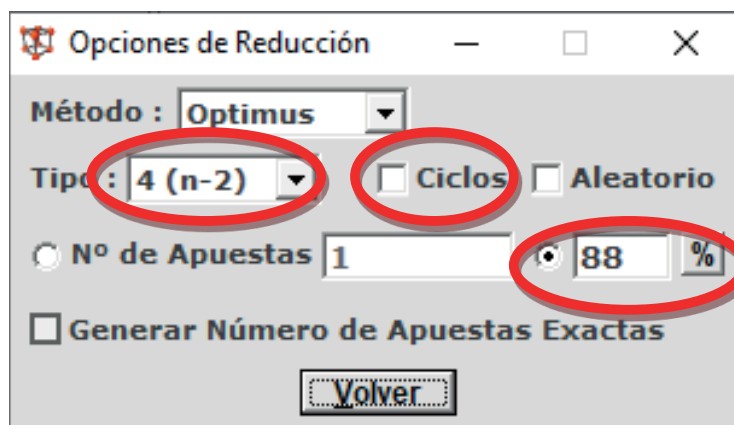 Opciones de Reducción
Método : Optimus
Tipo : 4 (n-2) Ciclos Aleatorio
Nº de Apuestas 1 88 %
Generar Número de Apuestas Exactas
Volver